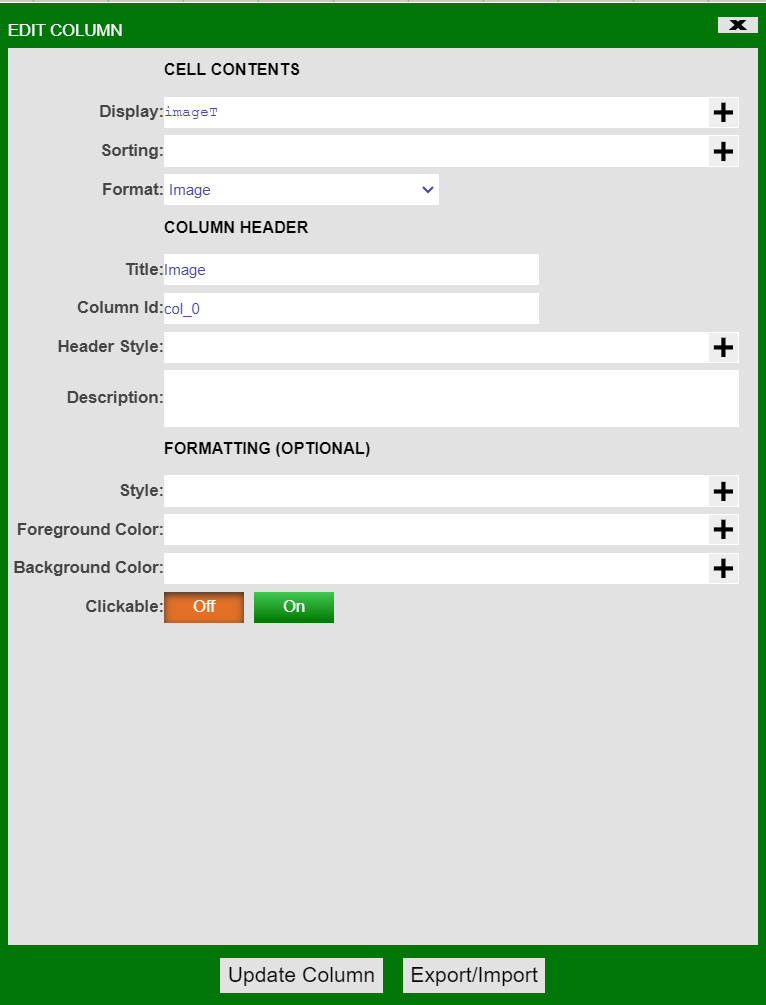 EDIT COLUMN
X
CELL CONTENTS
Display: imageT
Sorting:
Format: Image
COLUMN HEADER
Title: Image
Column Id: col_0
Header Style:
Description:
FORMATTING (OPTIONAL)
Style:
Foreground Color:
Background Color:
Clickable: Off On
Update Column Export/Import